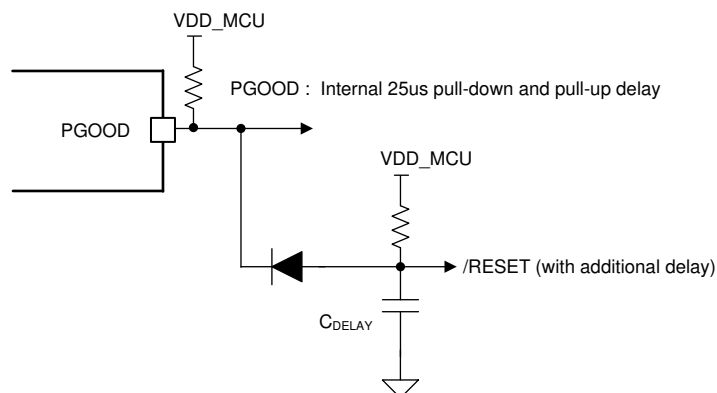 VDD_MCU
PGOOD : Internal 25us pull-down and pull-up delay
PGOOD
VDD_MCU
/RESET (with additional delay)
CDELAY